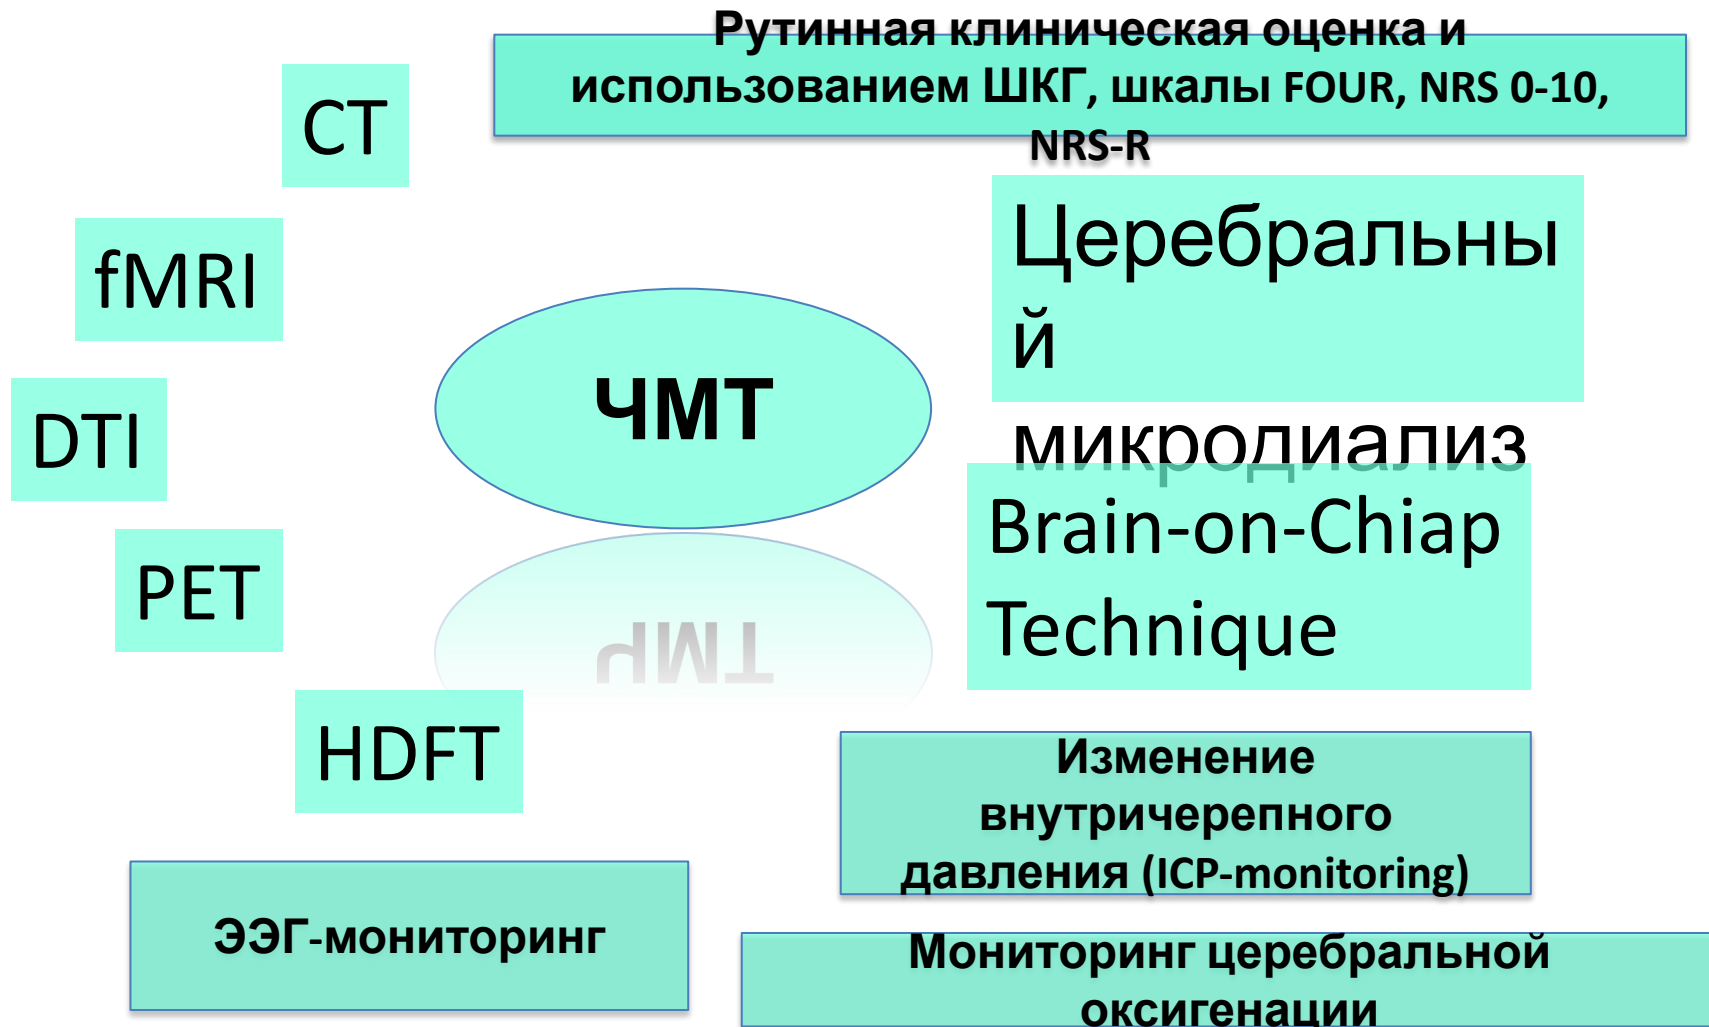 Рутинная клиническая оценка и
использованием ШКГ, шкалы FOUR, NRS 0-10,
NRS-R
CT
fMRI
DTI
PET
HDFT
ЧМТ
Церебральны
й
микродиализ
Brain-on-Chiap
Technique
Изменение
внутричерепного
давления (ICP-monitoring)
ЭЭГ-мониторинг
Мониторинг церебральной
оксигенации